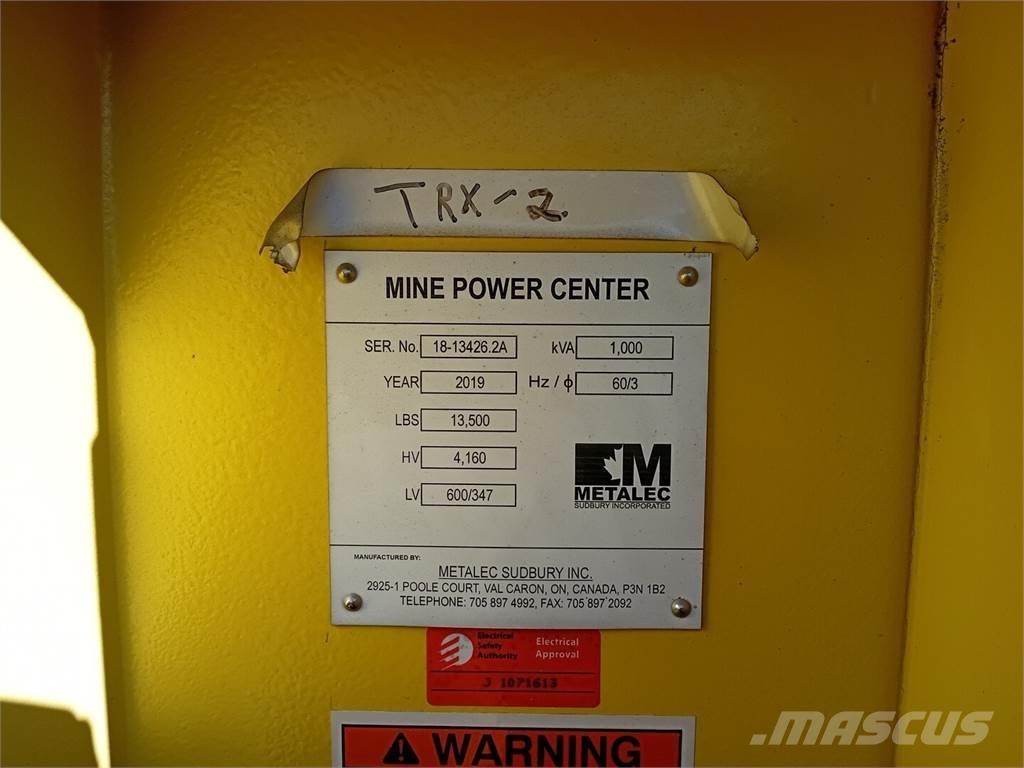 TRX-2.
MINE POWER CENTER
SER. No. 18-13426.2A kVA 1,000
YEAR 2019 Hz / ϕ 60/3
LBS 13,500
HV 4,160
LV 600/347
M
METALEC
SUDBURY INCORPORATED
MANUFACTURED BY:
METALEC SUDBURY INC.
2925-1 POOLE COURT, VAL CARON, ON, CANADA, P3N 1B2
TELEPHONE: 705 897 4992, FAX: 705 897 2092
Electrical Safety Authority
Electrical Approval
J 1071613
WARNING
MASCUS